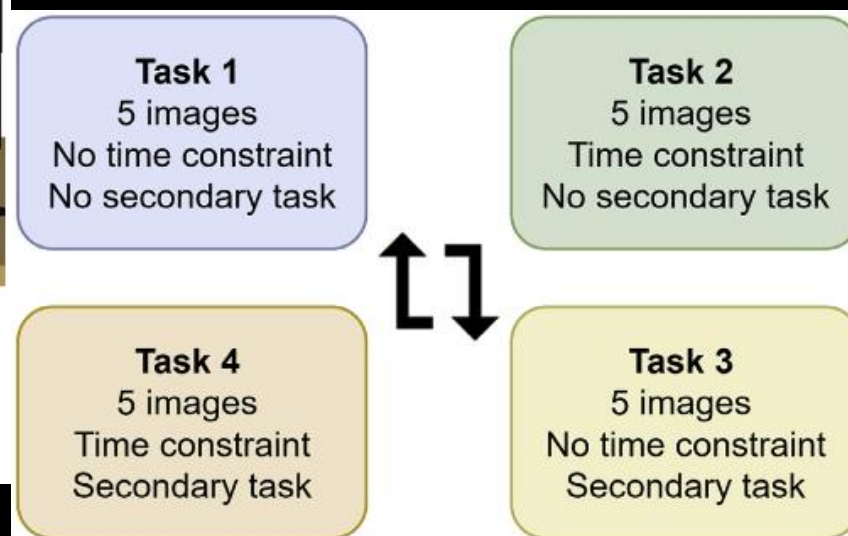 Task 1
5 images
No time constraint
No secondary task
Task 2
5 images
Time constraint
No secondary task
Task 4
5 images
Time constraint
Secondary task
Task 3
5 images
No time constraint
Secondary task